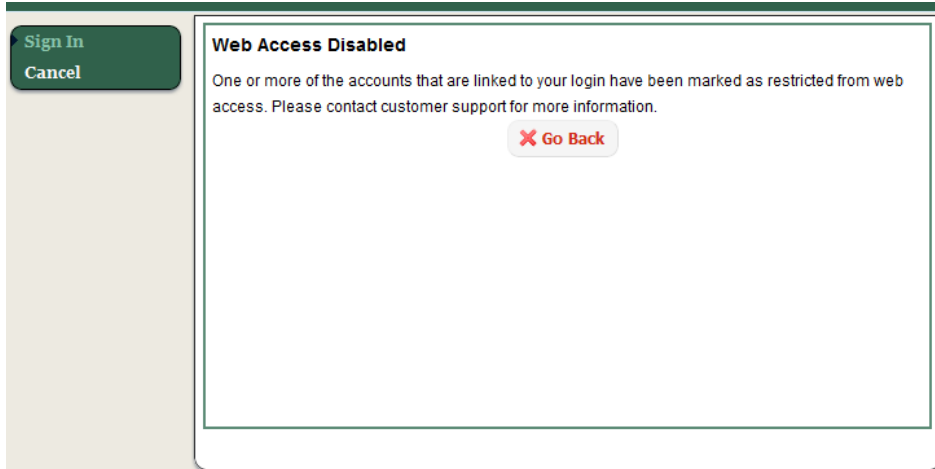 Sign In
Cancel
Web Access Disabled
One or more of the accounts that are linked to your login have been marked as restricted from web
access. Please contact customer support for more information.
Go Back